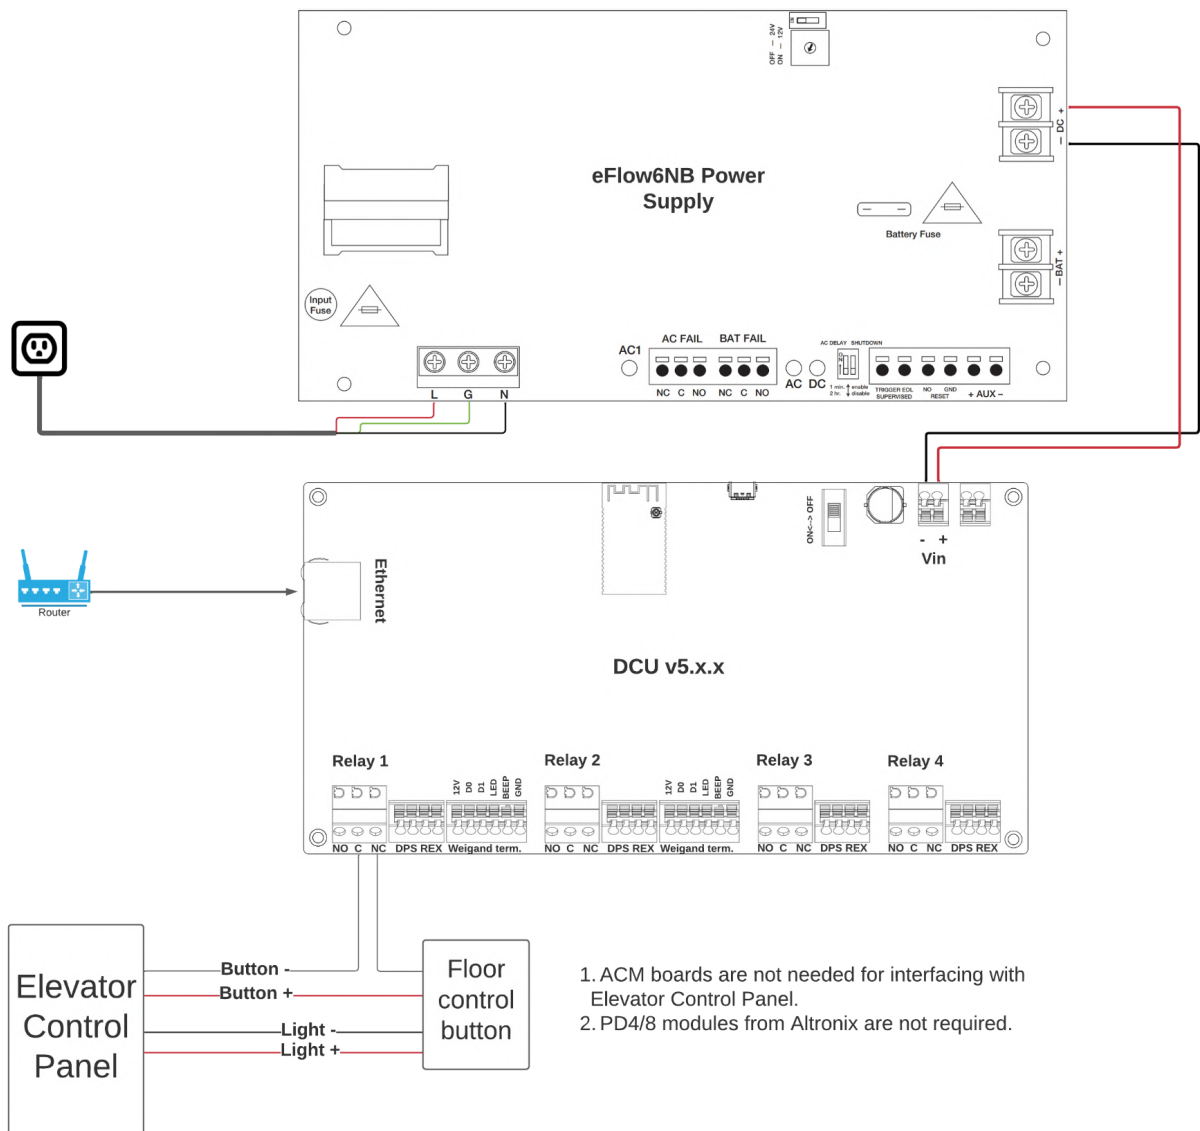 OFF — 24V
ON — 12V
ON
— DC +
eFlow6NB Power
Supply
Battery Fuse
— BAT +
Input
Fuse
AC FAIL BAT FAIL
AC DELAY SHUTDOWN
AC1
ON
AC DC
1 min. ↑ enable
2 hr. ↓ disable
NC C NO NC C NO
TRIGGER EOL NO GND
SUPERVISED RESET
+ AUX –
L G N
ON<--> OFF
- +
Vin
Ethernet
Router
DCU v5.x.x
Relay 1 Relay 2 Relay 3 Relay 4
12V D0 D1 LED BEEP GND 12V D0 D1 LED BEEP GND
NO C NC DPS REX Weigand term. NO C NC DPS REX Weigand term. NO C NC DPS REX NO C NC DPS REX
Elevator
Control
Panel
Button -
Button +
Light -
Light +
Floor
control
button
1. ACM boards are not needed for interfacing with
Elevator Control Panel.
2. PD4/8 modules from Altronix are not required.